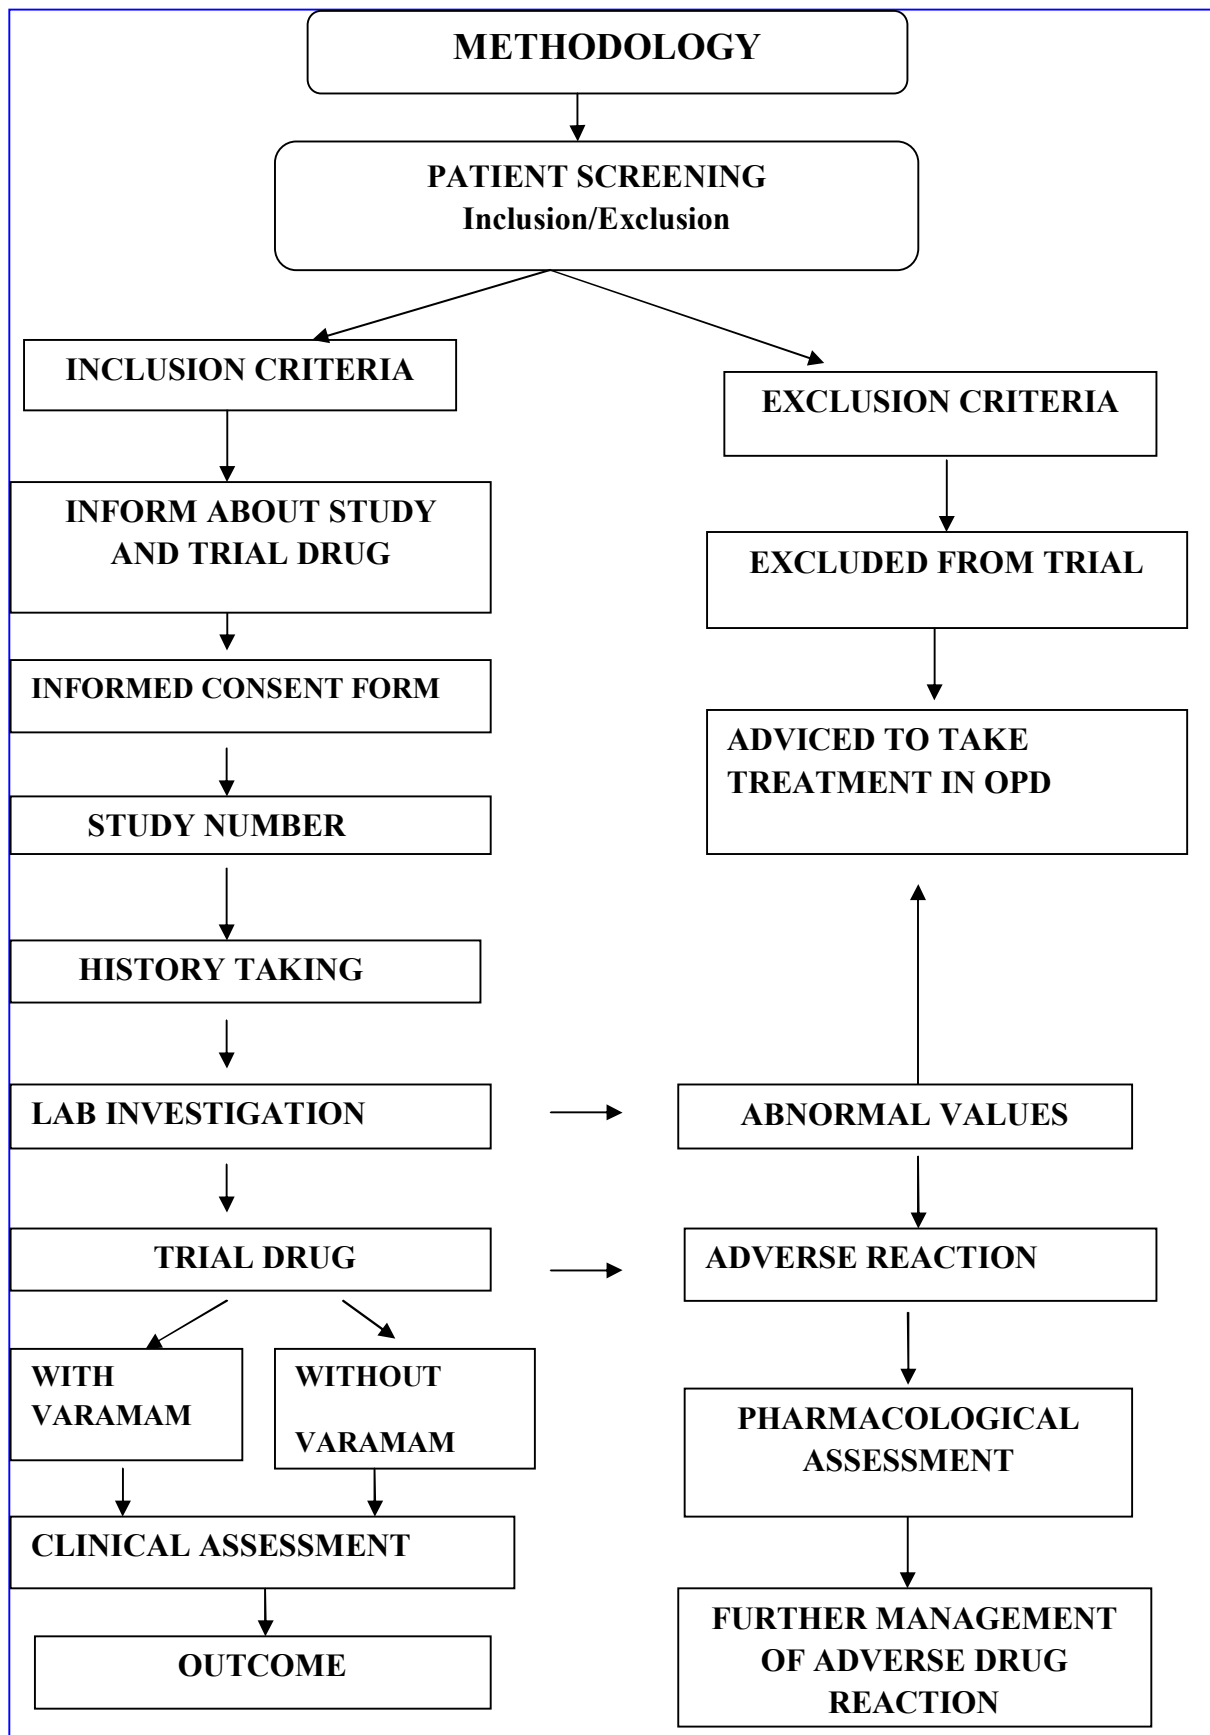 METHODOLOGY
PATIENT SCREENING
Inclusion/Exclusion
INCLUSION CRITERIA
EXCLUSION CRITERIA
INFORM ABOUT STUDY
AND TRIAL DRUG
EXCLUDED FROM TRIAL
INFORMED CONSENT FORM
ADVICED TO TAKE
TREATMENT IN OPD
STUDY NUMBER
HISTORY TAKING
LAB INVESTIGATION
ABNORMAL VALUES
TRIAL DRUG
ADVERSE REACTION
WITH
VARAMAM
WITHOUT
VARAMAM
PHARMACOLOGICAL
ASSESSMENT
CLINICAL ASSESSMENT
OUTCOME
FURTHER MANAGEMENT
OF ADVERSE DRUG
REACTION